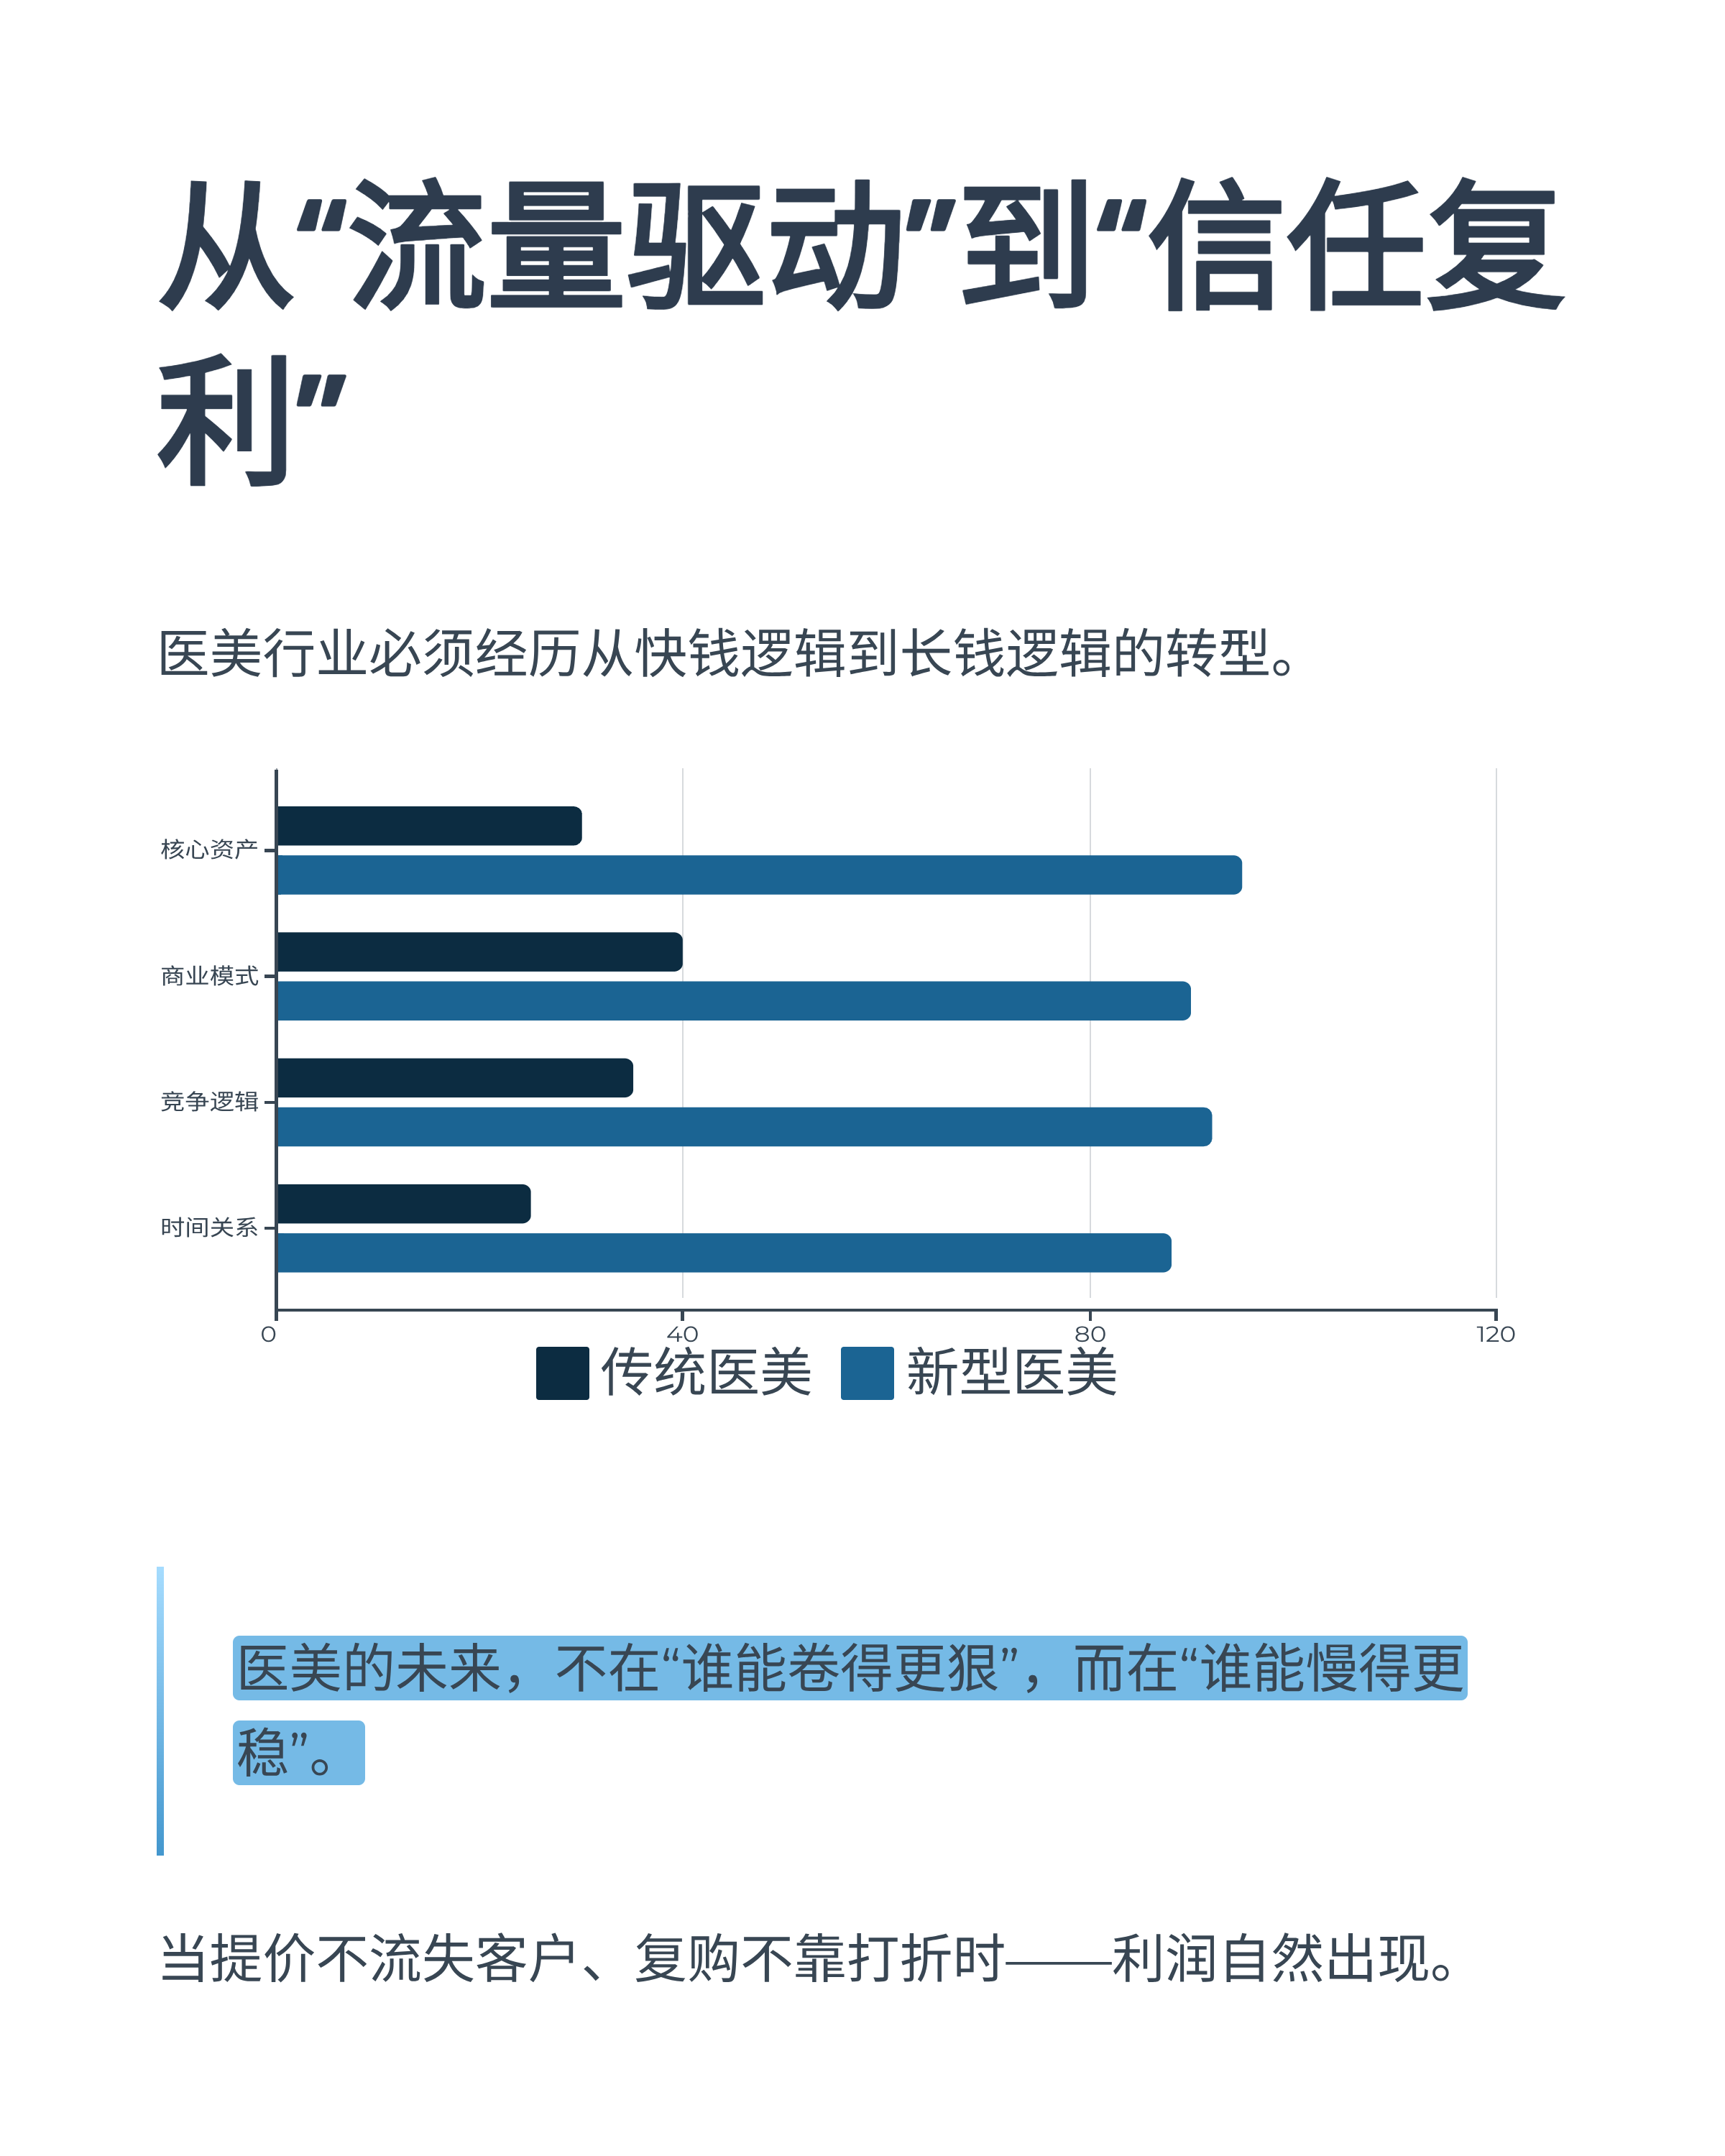 从“流量驱动”到“信任复
利”
医美行业必须经历从快钱逻辑到长钱逻辑的转型。
核心资产
商业模式
竞争逻辑
时间关系
0 40 80 120
传统医美 新型医美
医美的未来，不在“谁能卷得更狠”，而在“谁能慢得更
稳”。
当提价不流失客户、复购不靠打折时——利润自然出现。